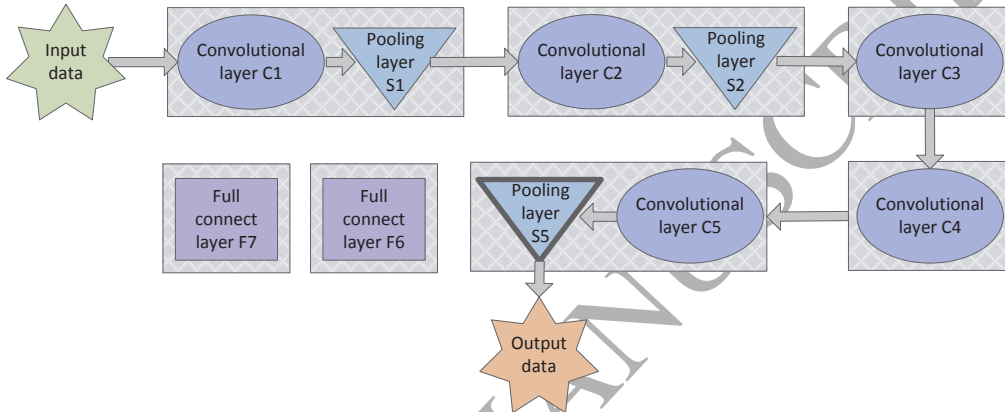 Input
data
Convolutional
layer C1
Pooling
layer
S1
Convolutional
layer C2
Pooling
layer
S2
Convolutional
layer C3
Full
connect
layer F7
Full
connect
layer F6
Pooling
layer
S5
Convolutional
layer C5
Convolutional
layer C4
Output
data